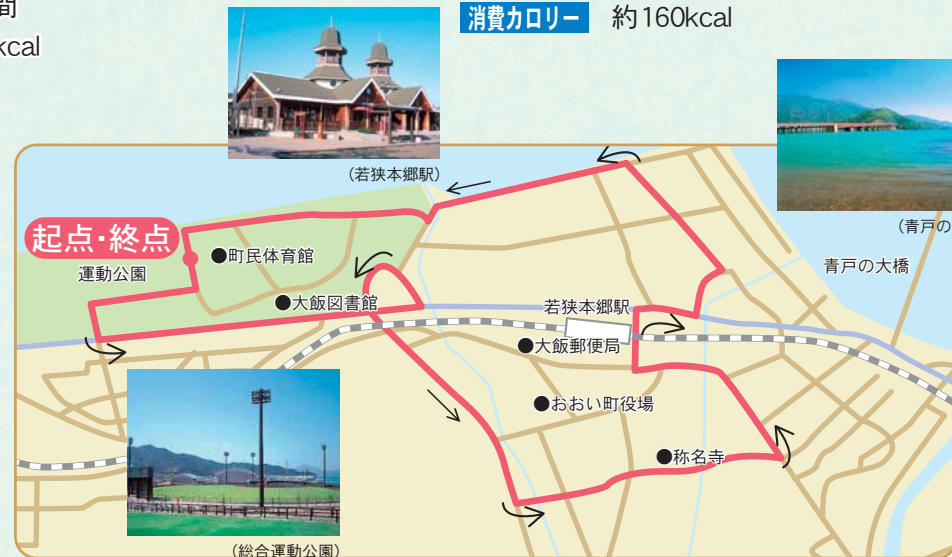 間
kcal
消費カロリー 約160kcal
(若狭本郷駅)
(青戸の
起点・終点
運動公園
●町民体育館
●大飯図書館
青戸の大橋
若狭本郷駅
●大飯郵便局
●おおい町役場
●称名寺
(総合運動公園)